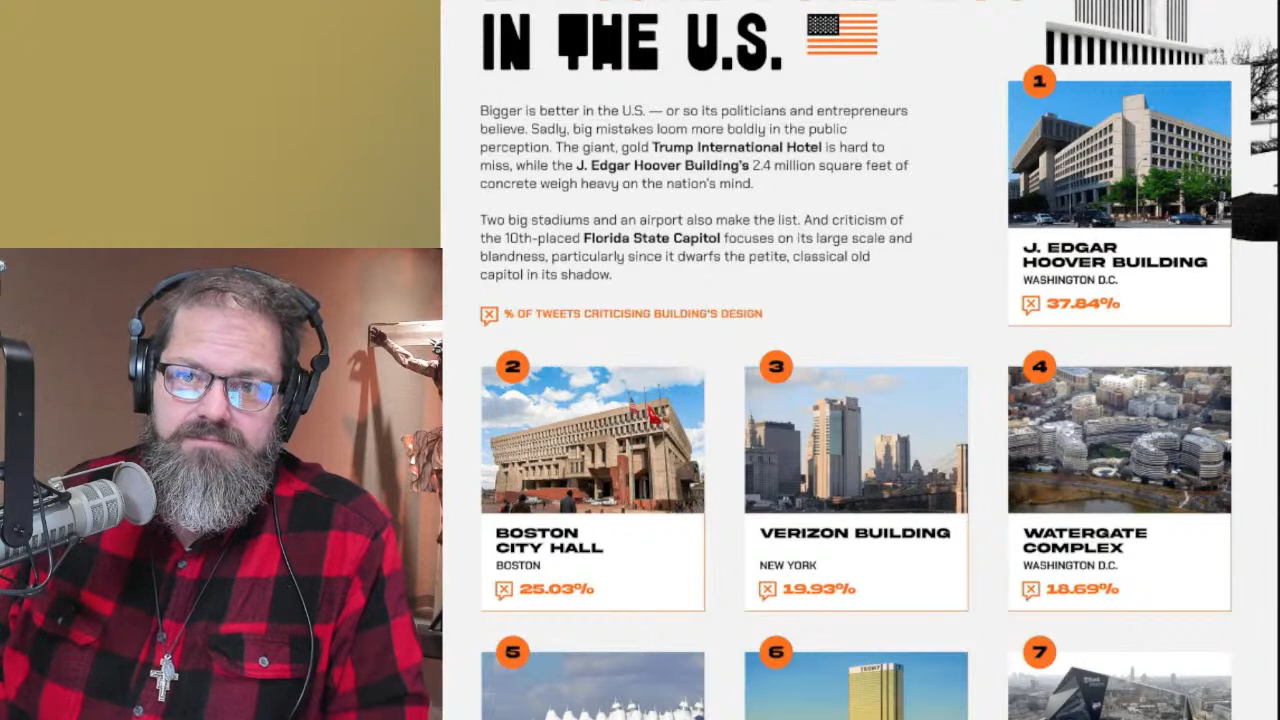 IN THE U.S.
Bigger is better in the U.S. — or so its politicians and entrepreneurs
believe. Sadly, big mistakes loom more boldly in the public
perception. The giant, gold Trump International Hotel is hard to
miss, while the J. Edgar Hoover Building's 2.4 million square feet of
concrete weigh heavy on the nation's mind.
Two big stadiums and an airport also make the list. And criticism of
the 10th-placed Florida State Capitol focuses on its large scale and
blandness, particularly since it dwarfs the petite, classical old
capitol in its shadow.
% OF TWEETS CRITICISING BUILDING'S DESIGN
1
J. EDGAR
HOOVER BUILDING
WASHINGTON D.C.
37.84%
2
BOSTON
CITY HALL
BOSTON
25.03%
3
VERIZON BUILDING
NEW YORK
19.93%
4
WATERGATE
COMPLEX
WASHINGTON D.C.
18.69%
5
6
TRUMP
7